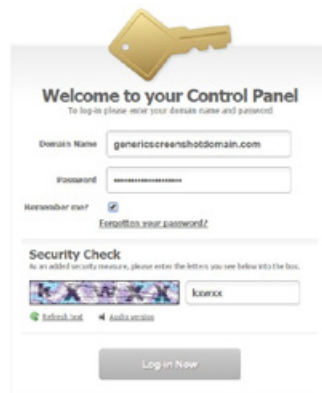 Welcome to your Control Panel
To log-in please enter your domain name and password
Domain Name genericscreenshotdomain.com
Password
Remember me?
Forgotten your password?
Security Check
As an added security measure, please enter the letters you see below into the box.
Refresh text Audio version
Log-in Now